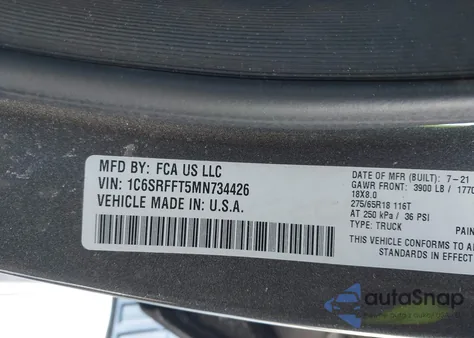 MFD BY: FCA US LLC
VIN: 1C6SRFFT5MN734426
VEHICLE MADE IN: U.S.A.
DATE OF MFR (BUILT): 7-21
GAWR FRONT: 3900 LB / 1770
18X8.0
275/65R18 116T
AT 250 kPa / 36 PSI
TYPE: TRUCK
PAIN
THIS VEHICLE CONFORMS TO A
STANDARDS IN EFFECT
autoSnap